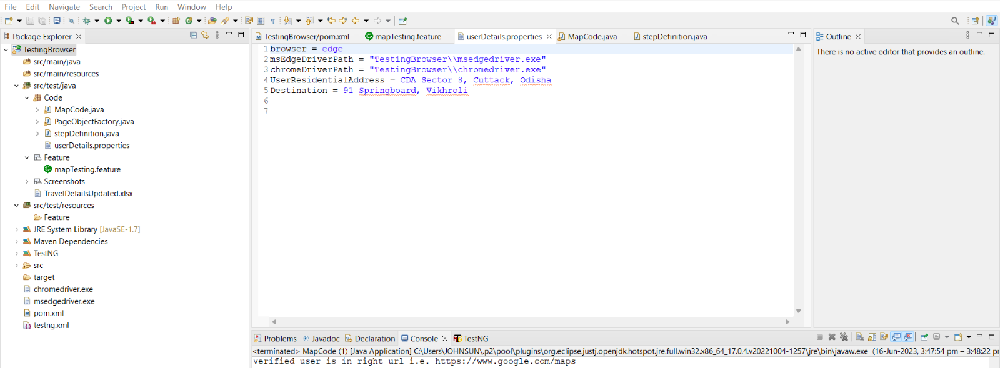 File Edit Navigate Search Project Run Window Help
Package Explorer
TestingBrowser
src/main/java
src/main/resources
src/test/java
Code
MapCode.java
PageObjectFactory.java
stepDefinition.java
userDetails.properties
Feature
mapTesting.feature
Screenshots
TravelDetailsUpdated.xlsx
src/test/resources
Feature
JRE System Library [JavaSE-1.7]
Maven Dependencies
TestNG
src
target
chromedriver.exe
msedgedriver.exe
pom.xml
testng.xml
TestingBrowser/pom.xml mapTesting.feature userDetails.properties MapCode.java stepDefinition.java
1 browser = edge
2 msEdgeDriverPath = "TestingBrowser\\msedgedriver.exe"
3 chromeDriverPath = "TestingBrowser\\chromedriver.exe"
4 UserResidentialAddress = CDA Sector 8, Cuttack, Odisha
5 Destination = 91 Springboard, Vikhroli
6
7
Outline
There is no active editor that provides an outline.
Problems Javadoc Declaration Console TestNG
<terminated> MapCode (1) [Java Application] C:\Users\JOHNSUN\.p2\pool\plugins\org.eclipse.justj.openjdk.hotspot.jre.full.win32.x86_64_17.0.4.v20221004-1257\jre\bin\javaw.exe (16-Jun-2023, 3:47:54 pm – 3:48:22 pr
Verified user is in right url i.e. https://www.google.com/maps